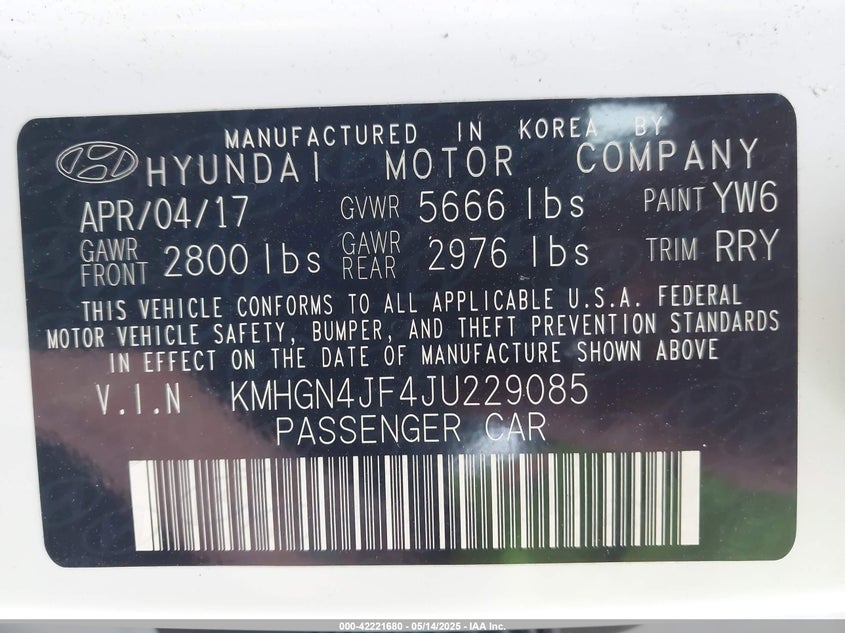 MANUFACTURED IN KOREA BY
HYUNDAI MOTOR COMPANY
APR/04/17 GVWR 5666 lbs PAINT YW6
GAWR FRONT 2800 lbs GAWR REAR 2976 lbs TRIM RRY
THIS VEHICLE CONFORMS TO ALL APPLICABLE U.S.A. FEDERAL
MOTOR VEHICLE SAFETY, BUMPER, AND THEFT PREVENTION STANDARDS
IN EFFECT ON THE DATE OF MANUFACTURE SHOWN ABOVE
V.I.N KMHGN4JF4JU229085
PASSENGER CAR
000-42221680 - 05/14/2025 - IAA Inc.